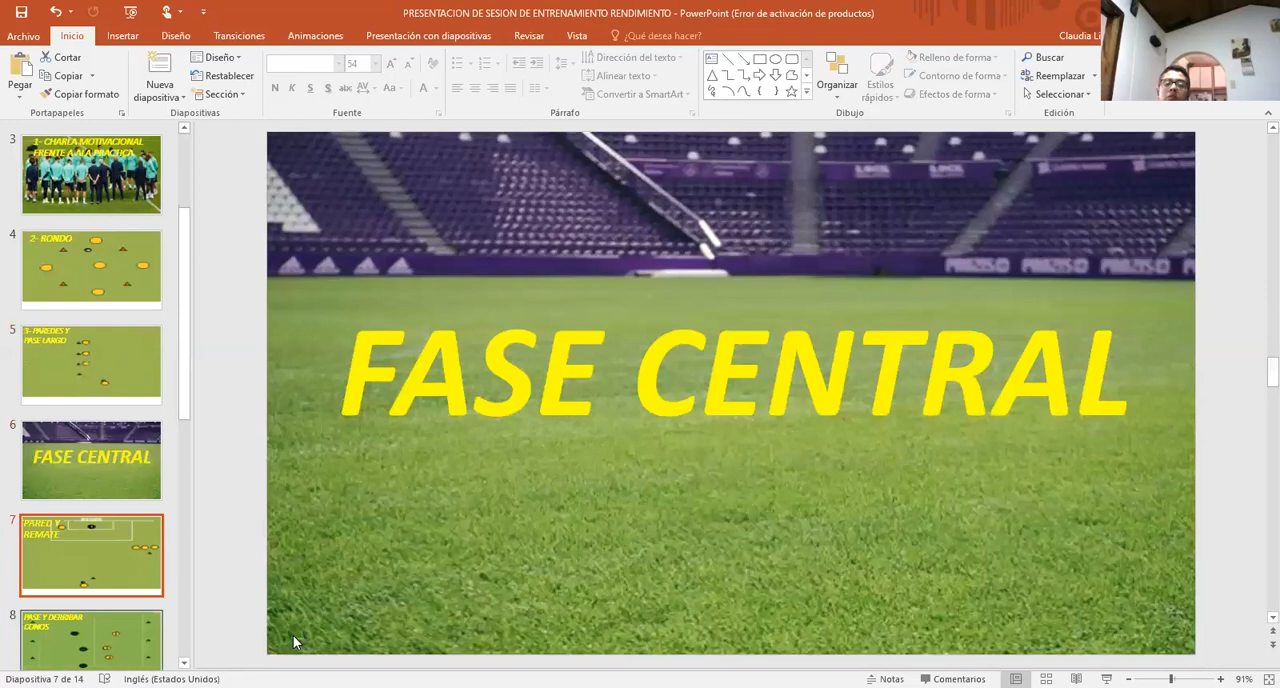 PRESENTACION DE SESION DE ENTRENAMIENTO RENDIMIENTO - PowerPoint (Error de activación de productos)
Archivo Inicio Insertar Diseño Transiciones Animaciones Presentación con diapositivas Revisar Vista ¿Qué desea hacer? Claudia Li
Pegar
Cortar
Copiar
Copiar formato
Portapapeles
Nueva diapositiva
Diseño
Restablecer
Sección
Diapositivas
54
N K S S abc AV Aa A
Fuente
Dirección del texto
Alinear texto
Convertir a SmartArt
Párrafo
Organizar
Estilos rápidos
Relleno de forma
Contorno de forma
Efectos de forma
Dibujo
Buscar
Reemplazar
Seleccionar
Edición
3
1- CHARLA MOTIVACIONAL
FRENTE A ALA PRACTICA
4
2- RONDO
5
3- PAREDES Y
PASE LARGO
6
FASE CENTRAL
7
PARED Y
REMATE
8
PASE Y DERRIBAR
CONOS
FASE CENTRAL
Diapositiva 7 de 14 Inglés (Estados Unidos) Notas Comentarios 91%